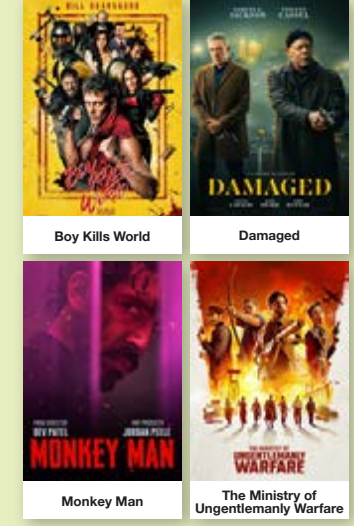 BILL SKARSGÅRD
Boy Kills World
SAMUEL L. JACKSON VINCENT CASSEL
DAMAGED
Damaged
DEV PATEL JORDAN PEELE
MONKEY MAN
Monkey Man
THE MINISTRY OF
UNGENTLEMANLY
WARFARE
The Ministry of
Ungentlemanly Warfare